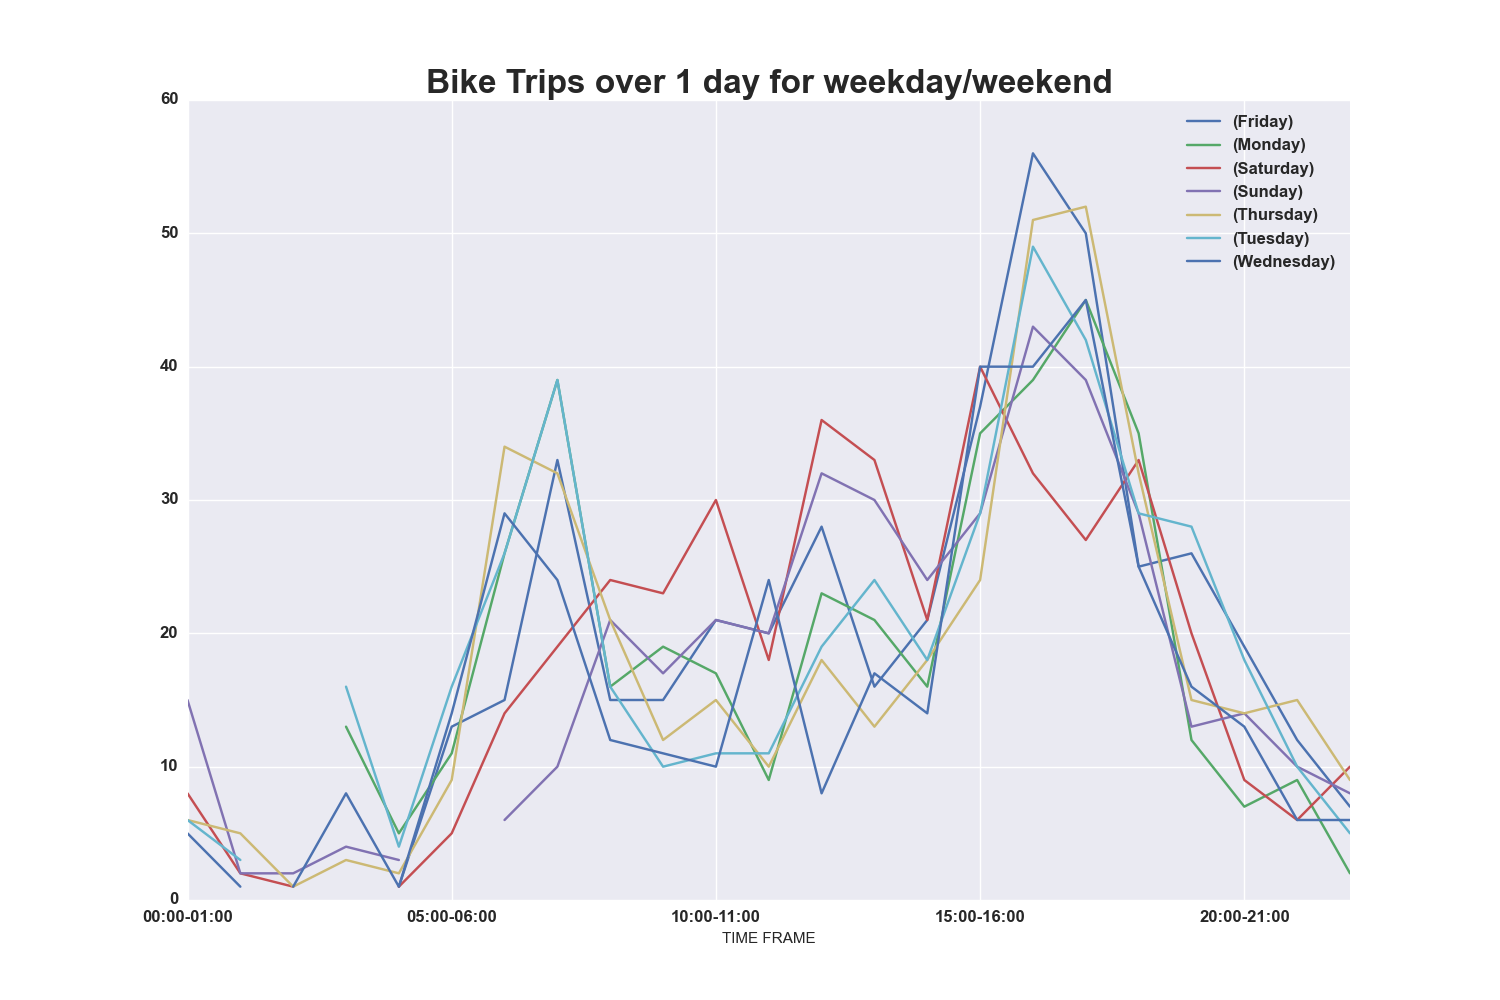 Bike Trips over 1 day for weekday/weekend
60
50
40
30
20
10
0
(Friday)
(Monday)
(Saturday)
(Sunday)
(Thursday)
(Tuesday)
(Wednesday)
00:00-01:00 05:00-06:00 10:00-11:00 15:00-16:00 20:00-21:00
TIME FRAME